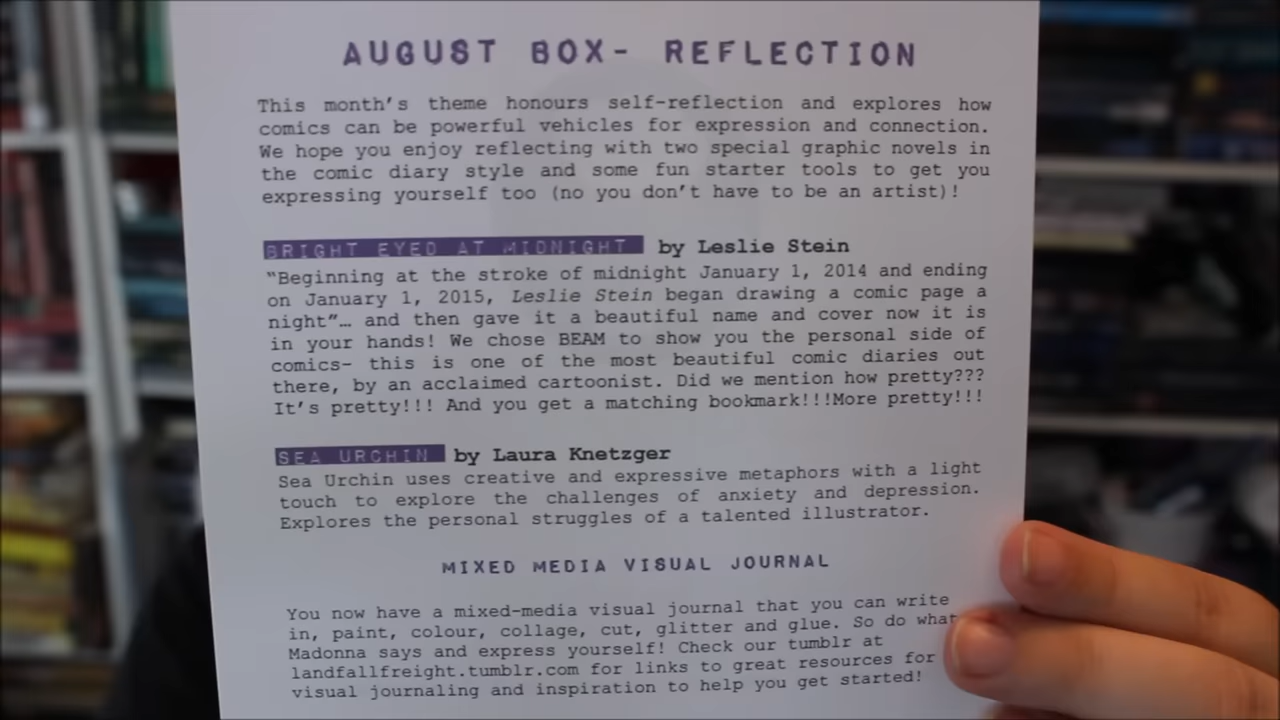 AUGUST BOX- REFLECTION
This month's theme honours self-reflection and explores how
comics can be powerful vehicles for expression and connection.
We hope you enjoy reflecting with two special graphic novels in
the comic diary style and some fun starter tools to get you
expressing yourself too (no you don't have to be an artist)!
BRIGHT EYED AT MIDNIGHT by Leslie Stein
"Beginning at the stroke of midnight January 1, 2014 and ending
on January 1, 2015, Leslie Stein began drawing a comic page a
night"… and then gave it a beautiful name and cover now it is
in your hands! We chose BEAM to show you the personal side of
comics- this is one of the most beautiful comic diaries out
there, by an acclaimed cartoonist. Did we mention how pretty???
It's pretty!!! And you get a matching bookmark!!!More pretty!!!
SEA URCHIN by Laura Knetzger
Sea Urchin uses creative and expressive metaphors with a light
touch to explore the challenges of anxiety and depression.
Explores the personal struggles of a talented illustrator.
MIXED MEDIA VISUAL JOURNAL
You now have a mixed-media visual journal that you can write
in, paint, colour, collage, cut, glitter and glue. So do what
Madonna says and express yourself! Check our tumblr at
landfallfreight.tumblr.com for links to great resources for
visual journaling and inspiration to help you get started!